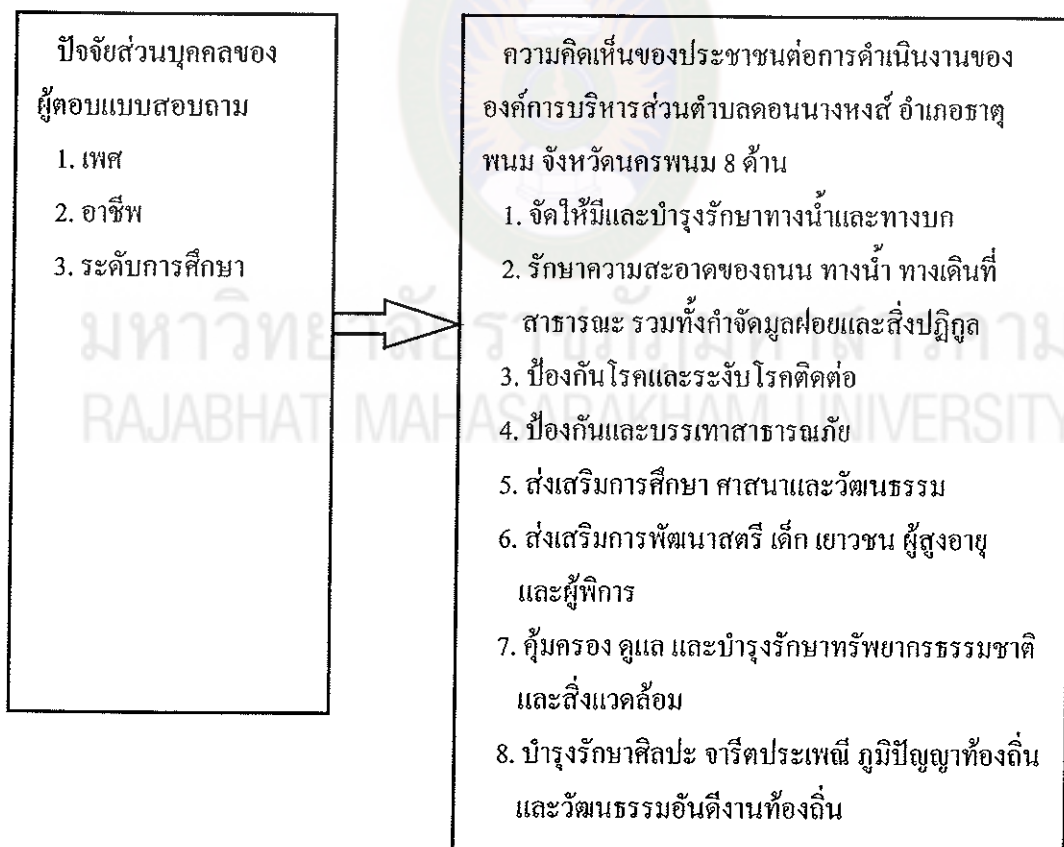 ปัจจัยส่วนบุคคลของ
ผู้ตอบแบบสอบถาม
1. เพศ
2. อาชีพ
3. ระดับการศึกษา
ความคิดเห็นของประชาชนต่อการดำเนินงานของ
องค์การบริหารส่วนตำบลดอนนางหงส์ อำเภอธาตุ
พนม จังหวัดนครพนม 8 ด้าน
1. จัดให้มีและบำรุงรักษาทางน้ำและทางบก
2. รักษาความสะอาดของถนน ทางน้ำ ทางเดินที่
สาธารณะ รวมทั้งกำจัดมูลฝอยและสิ่งปฏิกูล
3. ป้องกันโรคและระงับโรคติดต่อ
4. ป้องกันและบรรเทาสาธารณภัย
5. ส่งเสริมการศึกษา ศาสนาและวัฒนธรรม
6. ส่งเสริมการพัฒนาสตรี เด็ก เยาวชน ผู้สูงอายุ
และผู้พิการ
7. คุ้มครอง ดูแล และบำรุงรักษาทรัพยากรธรรมชาติ
และสิ่งแวดล้อม
8. บำรุงรักษาศิลปะ จารีตประเพณี ภูมิปัญญาท้องถิ่น
และวัฒนธรรมอันดีงานท้องถิ่น
มหาวิทยาลัยราชภัฏมหาสารคาม
RAJABHAT MAHASARAKHAM UNIVERSITY